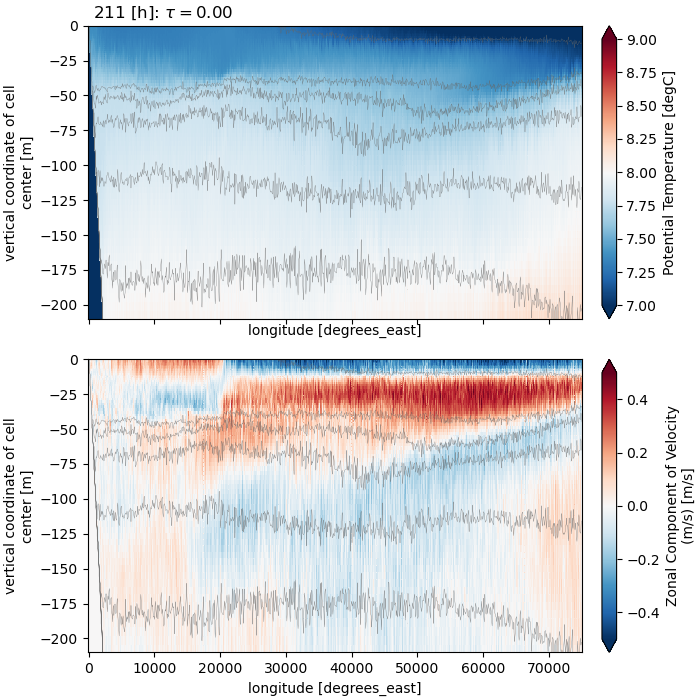 211 [h]: τ = 0.00
0
−25
−50
−75
−100
−125
−150
−175
−200
vertical coordinate of cell
center [m]
longitude [degrees_east]
9.00
8.75
8.50
8.25
8.00
7.75
7.50
7.25
7.00
Potential Temperature [degC]
0
−25
−50
−75
−100
−125
−150
−175
−200
vertical coordinate of cell
center [m]
0 10000 20000 30000 40000 50000 60000 70000
longitude [degrees_east]
0.4
0.2
0.0
−0.2
−0.4
Zonal Component of Velocity
(m/s) [m/s]